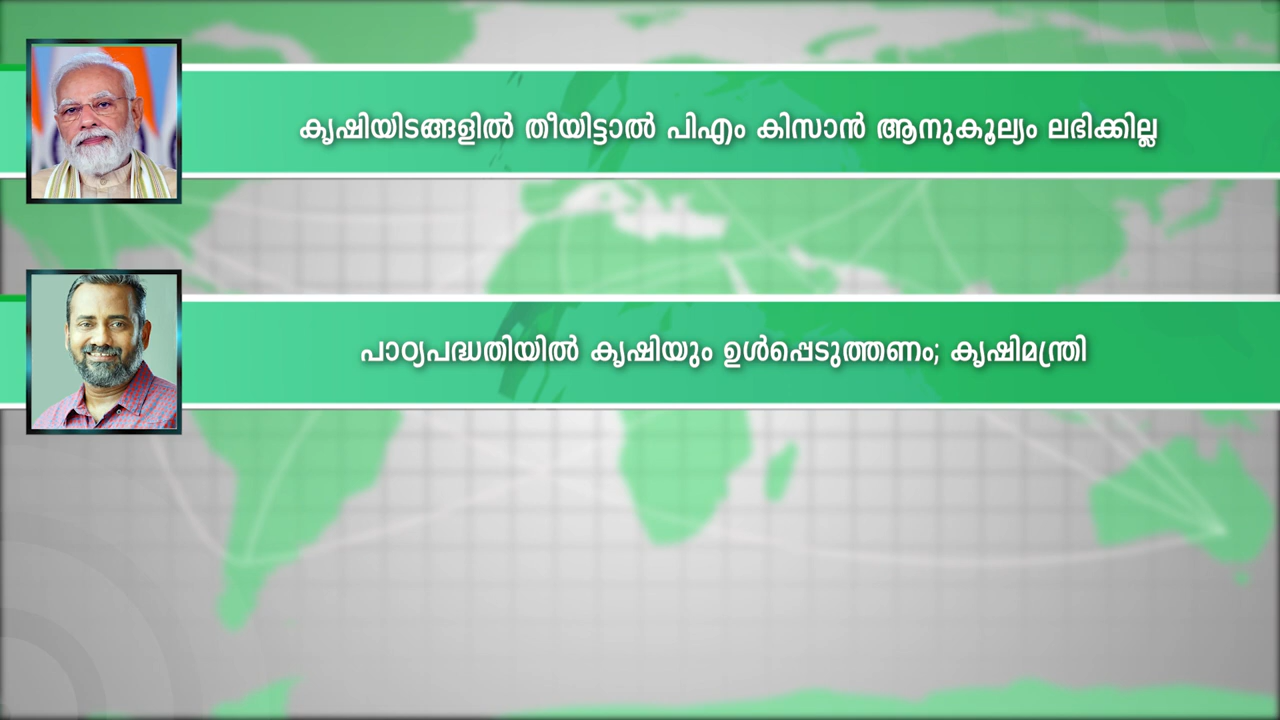 കൃഷിയിടങ്ങളിൽ തീയിട്ടാൽ പിഎം കിസാൻ ആനുകൂല്യം ലഭിക്കില്ല
പാഠ്യപദ്ധതിയിൽ കൃഷിയും ഉൾപ്പെടുത്തണം; കൃഷിമന്ത്രി